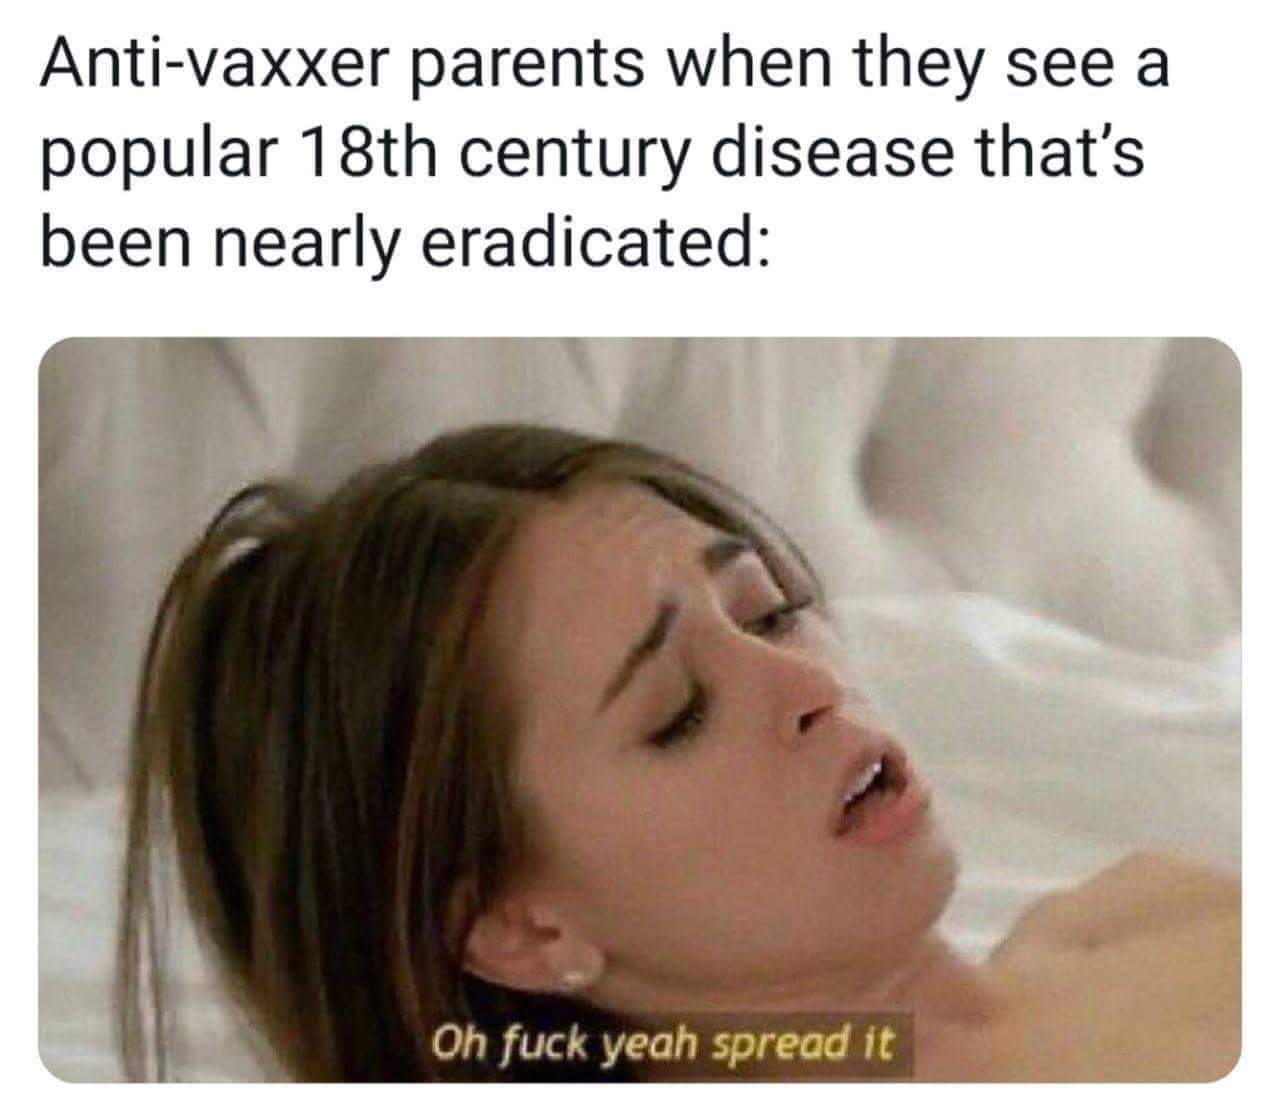 Anti-vaxxer parents when they see a
popular 18th century disease that's
been nearly eradicated:
Oh fuck yeah spread it